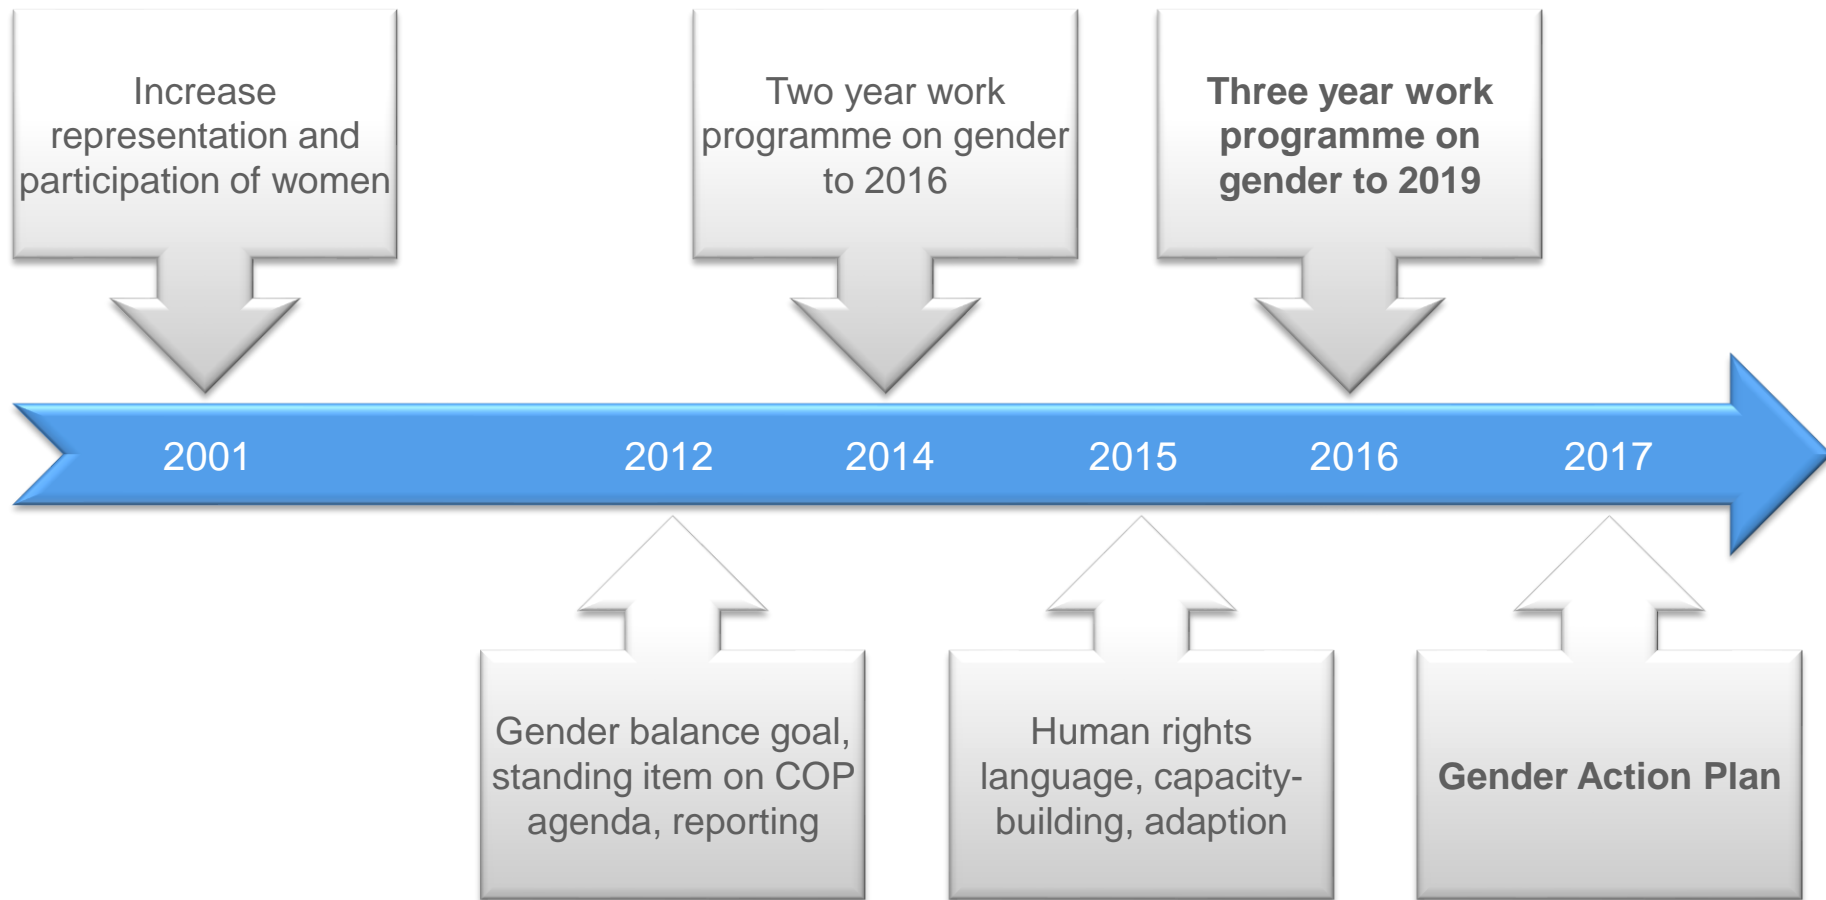 Increase
representation and
participation of women
Two year work
programme on gender
to 2016
Three year work
programme on
gender to 2019
2001
2012
2014
2015
2016
2017
Gender balance goal,
standing item on COP
agenda, reporting
Human rights
language, capacity-
building, adaption
Gender Action Plan